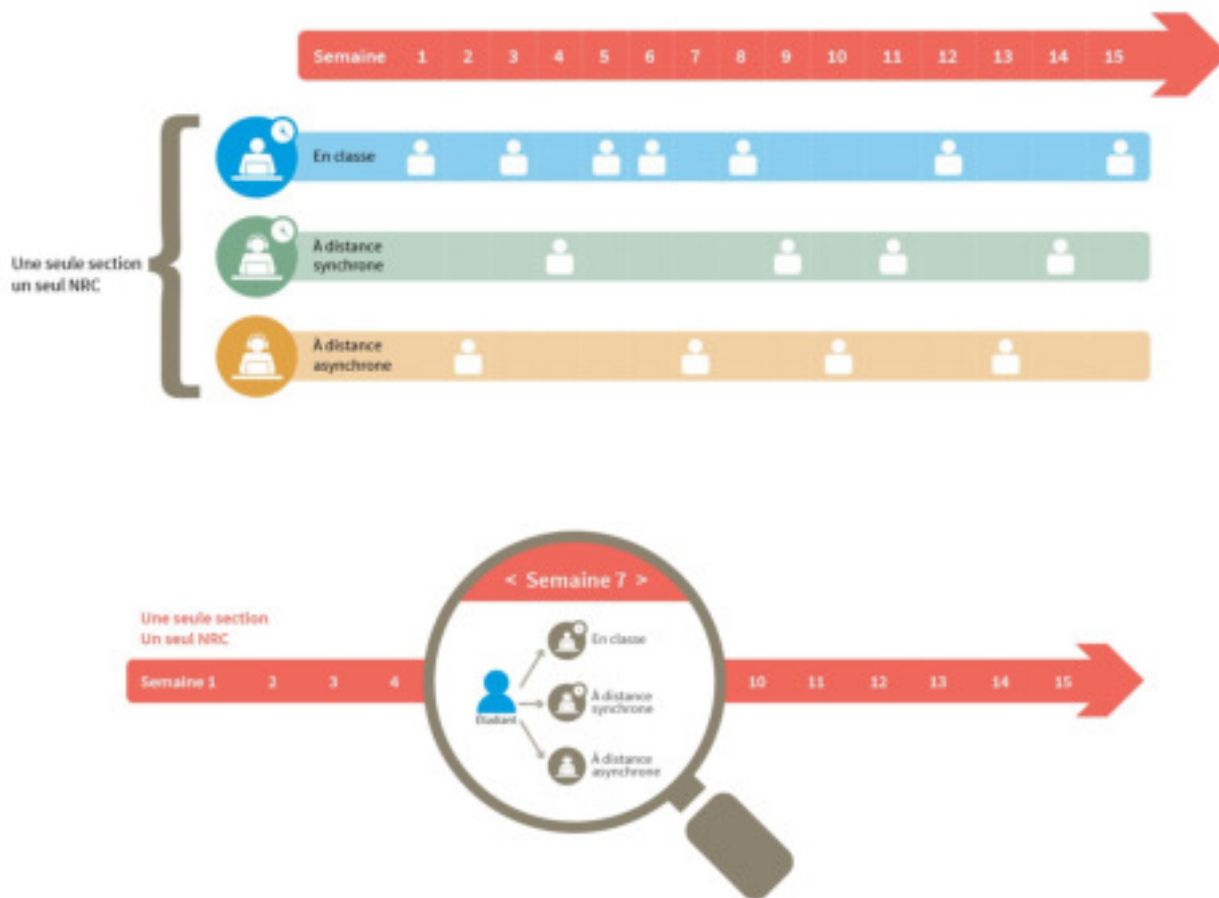 Semaine 1 2 3 4 5 6 7 8 9 10 11 12 13 14 15
En classe
À distance
synchrone
Une seule section
un seul NRC
À distance
asynchrone
< Semaine 7 >
Une seule section
Un seul NRC
En classe
Semaine 1 2 3 4 10 11 12 13 14 15
À distance
synchrone
Étudiant
À distance
asynchrone